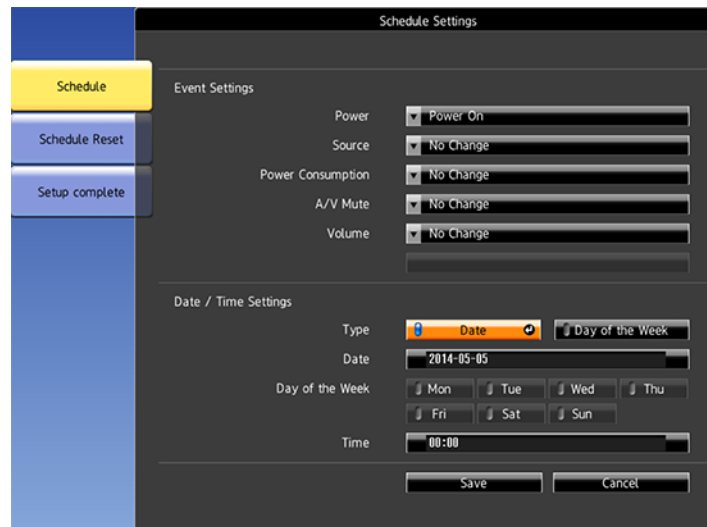 Schedule Settings
Schedule
Schedule Reset
Setup complete
Event Settings
Power Power On
Source No Change
Power Consumption No Change
A/V Mute No Change
Volume No Change
Date / Time Settings
Type Date Day of the Week
Date 2014-05-05
Day of the Week Mon Tue Wed Thu
Fri Sat Sun
Time 00:00
Save Cancel